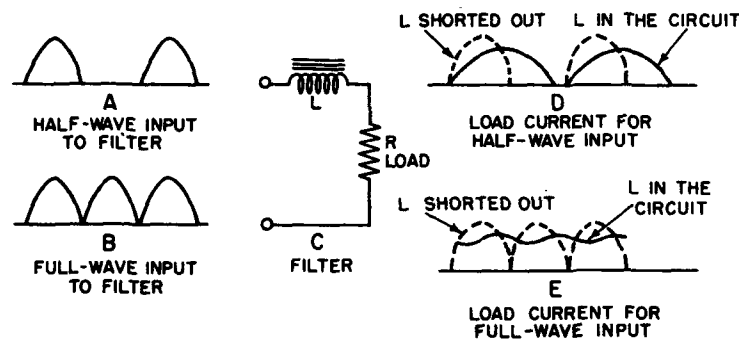 A
HALF-WAVE INPUT
TO FILTER
B
FULL-WAVE INPUT
TO FILTER
L
R
LOAD
C
FILTER
L SHORTED OUT
L IN THE CIRCUIT
D
LOAD CURRENT FOR
HALF-WAVE INPUT
L SHORTED OUT
L IN THE
CIRCUIT
E
LOAD CURRENT FOR
FULL-WAVE INPUT